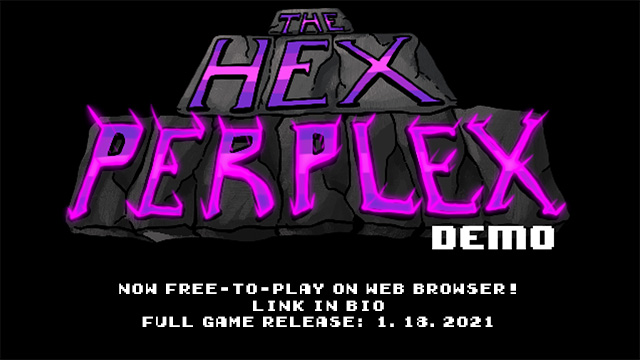 THE
HEX
PERPLEX
DEMO
NOW FREE-TO-PLAY ON WEB BROWSER!
LINK IN BIO
FULL GAME RELEASE: 1.18.2021